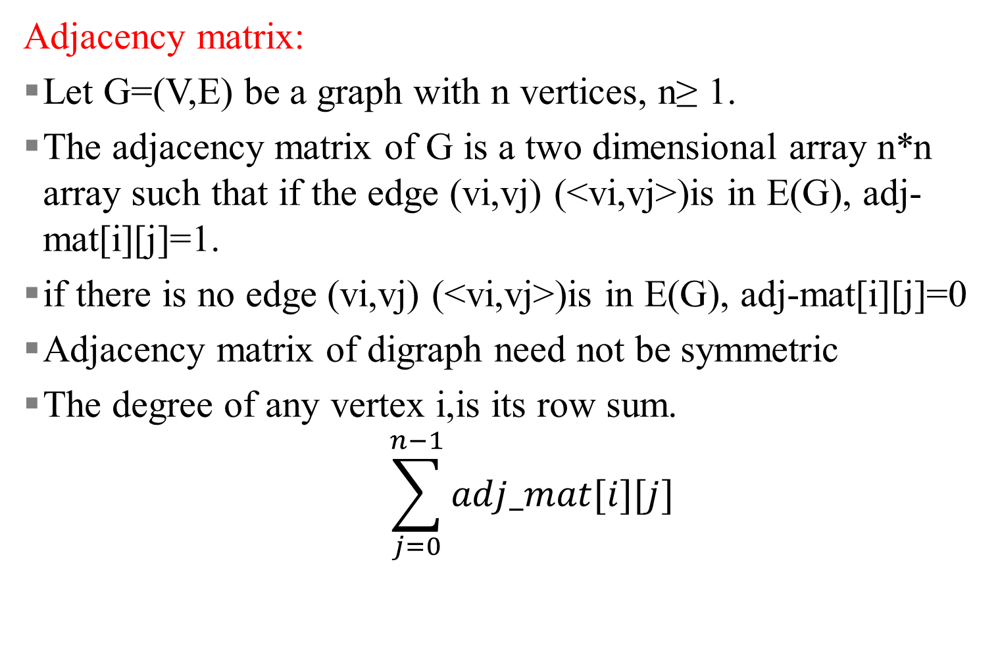 Adjacency matrix:
▪Let G=(V,E) be a graph with n vertices, n≥ 1.
▪The adjacency matrix of G is a two dimensional array n*n
array such that if the edge (vi,vj) (<vi,vj>)is in E(G), adj-
mat[i][j]=1.
▪if there is no edge (vi,vj) (<vi,vj>)is in E(G), adj-mat[i][j]=0
▪Adjacency matrix of digraph need not be symmetric
▪The degree of any vertex i,is its row sum.
n−1
∑ adj_mat[i][j]
j=0